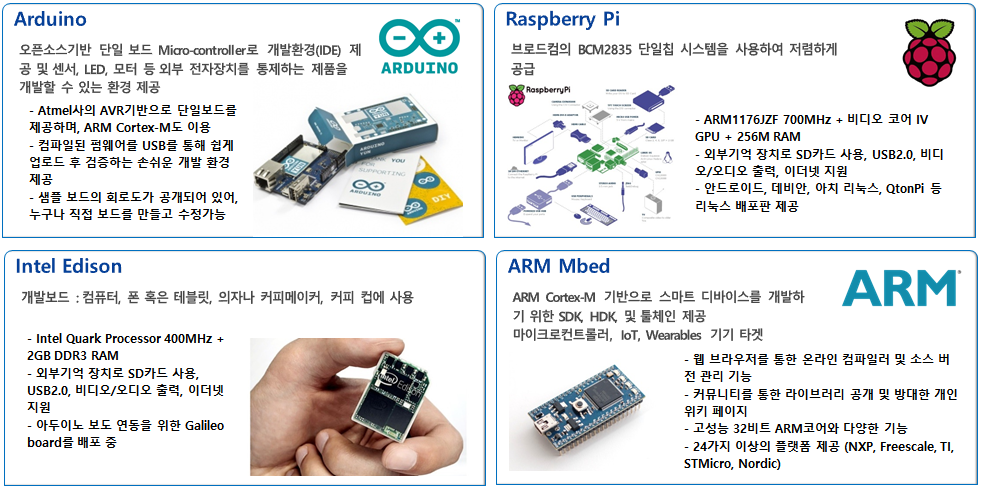 Arduino
오픈소스기반 단일 보드 Micro-controller로 개발환경(IDE) 제
공 및 센서, LED, 모터 등 외부 전자장치를 통제하는 제품을
개발할 수 있는 환경 제공
ARDUINO
- Atmel사의 AVR기반으로 단일보드를
제공하며, ARM Cortex-M도 이용
- 컴파일된 펌웨어를 USB를 통해 쉽게
업로드 후 검증하는 손쉬운 개발 환경
제공
- 샘플 보드의 회로도가 공개되어 있어,
누구나 직접 보드를 만들고 수정가능
Raspberry Pi
브로드컴의 BCM2835 단일칩 시스템을 사용하여 저렴하게
공급
RaspberryPi
- ARM1176JZF 700MHz + 비디오 코어 IV
GPU + 256M RAM
- 외부기억 장치로 SD카드 사용, USB2.0, 비디
오/오디오 출력, 이더넷 지원
- 안드로이드, 데비안, 아치 리눅스, QtonPi 등
리눅스 배포판 제공
Intel Edison
개발보드 : 컴퓨터, 폰 혹은 테블릿, 의자나 커피메이커, 커피 컵에 사용
- Intel Quark Processor 400MHz +
2GB DDR3 RAM
- 외부기억 장치로 SD카드 사용,
USB2.0, 비디오/오디오 출력, 이더넷
지원
- 아두이노 보도 연동을 위한 Galileo
board를 배포 중
intel
Edison
ARM Mbed
ARM Cortex-M 기반으로 스마트 디바이스를 개발하
기 위한 SDK, HDK, 및 툴체인 제공
마이크로컨트롤러, IoT, Wearables 기기 타겟
ARM
- 웹 브라우저를 통한 온라인 컴파일러 및 소스 버
전 관리 기능
- 커뮤니티를 통한 라이브러리 공개 및 방대한 개인
위키 페이지
- 고성능 32비트 ARM코어와 다양한 기능
- 24가지 이상의 플랫폼 제공 (NXP, Freescale, TI,
STMicro, Nordic)